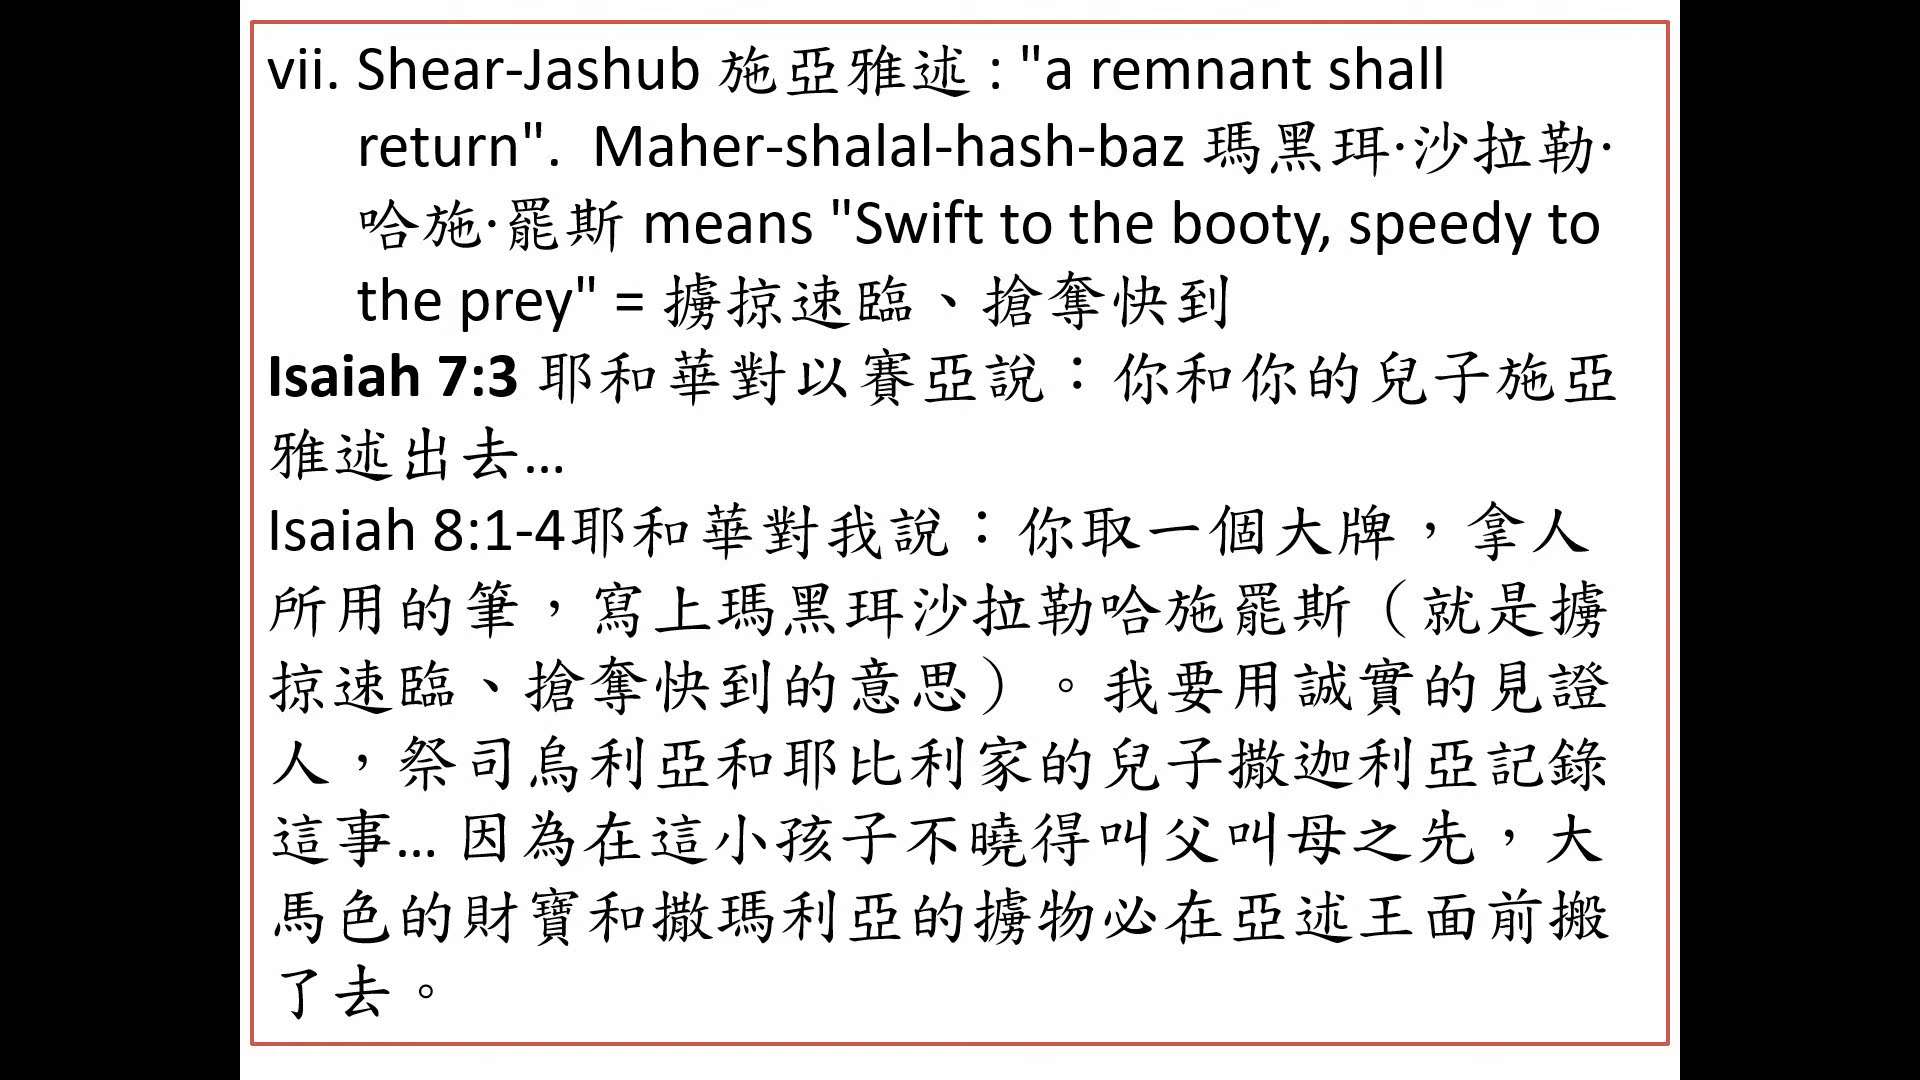 vii. Shear-Jashub 施亞雅述 : "a remnant shall
return".  Maher-shalal-hash-baz 瑪黑珥·沙拉勒·
哈施·罷斯 means "Swift to the booty, speedy to
the prey" = 擄掠速臨、搶奪快到
Isaiah 7:3 耶和華對以賽亞說：你和你的兒子施亞
雅述出去…
Isaiah 8:1-4耶和華對我說：你取一個大牌，拿人
所用的筆，寫上瑪黑珥沙拉勒哈施罷斯（就是擄
掠速臨、搶奪快到的意思）。我要用誠實的見證
人，祭司烏利亞和耶比利家的兒子撒迦利亞記錄
這事… 因為在這小孩子不曉得叫父叫母之先，大
馬色的財寶和撒瑪利亞的擄物必在亞述王面前搬
了去。